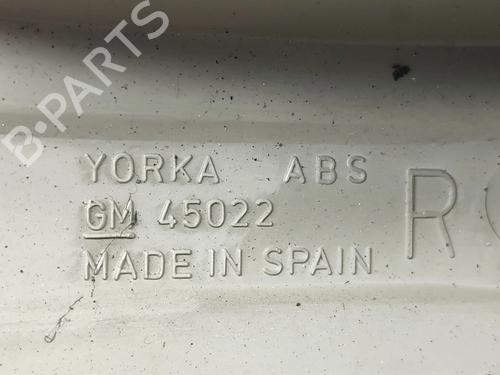 B-PARTS
YORKA ABS
GM 45022
MADE IN SPAIN
R